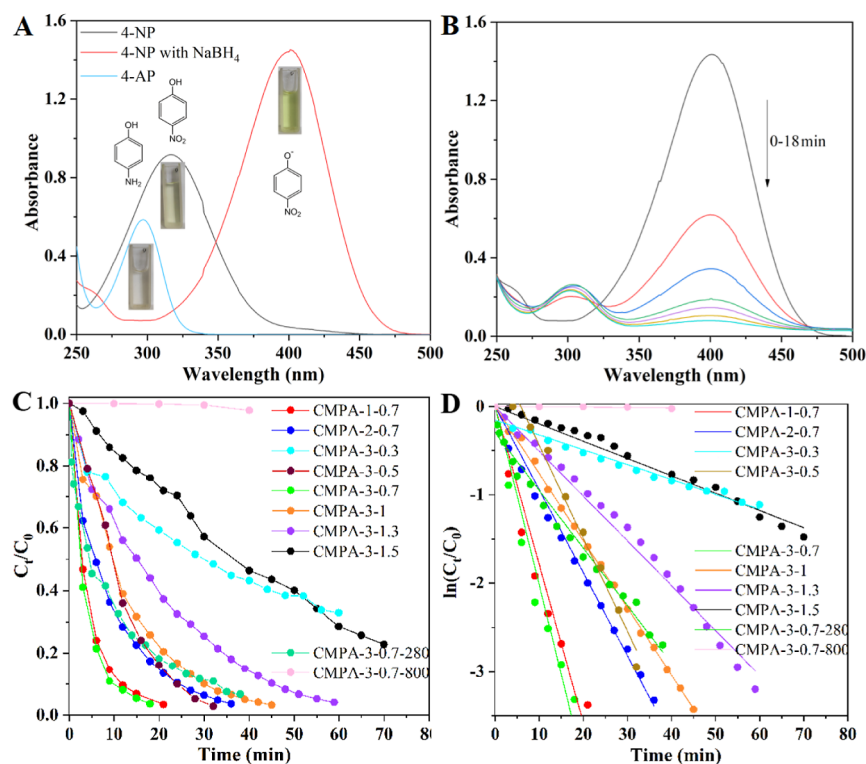 A
4-NP
4-NP with NaBH4
4-AP
OH
NO2
OH
NH2
O-
NO2
Absorbance
1.6
1.2
0.8
0.4
0.0
250 300 350 400 450 500
Wavelength (nm)
B
0-18min
Absorbance
1.6
1.2
0.8
0.4
0.0
250 300 350 400 450 500
Wavelength (nm)
C
CMPA-1-0.7
CMPA-2-0.7
CMPA-3-0.3
CMPA-3-0.5
CMPA-3-0.7
CMPA-3-1
CMPA-3-1.3
CMPA-3-1.5
CMPA-3-0.7-280
CMPA-3-0.7-800
Ct/C0
1.0
0.8
0.6
0.4
0.2
0.0
0 10 20 30 40 50 60 70 80
Time (min)
D
CMPA-1-0.7
CMPA-2-0.7
CMPA-3-0.3
CMPA-3-0.5
CMPA-3-0.7
CMPA-3-1
CMPA-3-1.3
CMPA-3-1.5
CMPA-3-0.7-280
CMPA-3-0.7-800
ln(Ct/C0)
0
-1
-2
-3
0 10 20 30 40 50 60 70 80
Time (min)